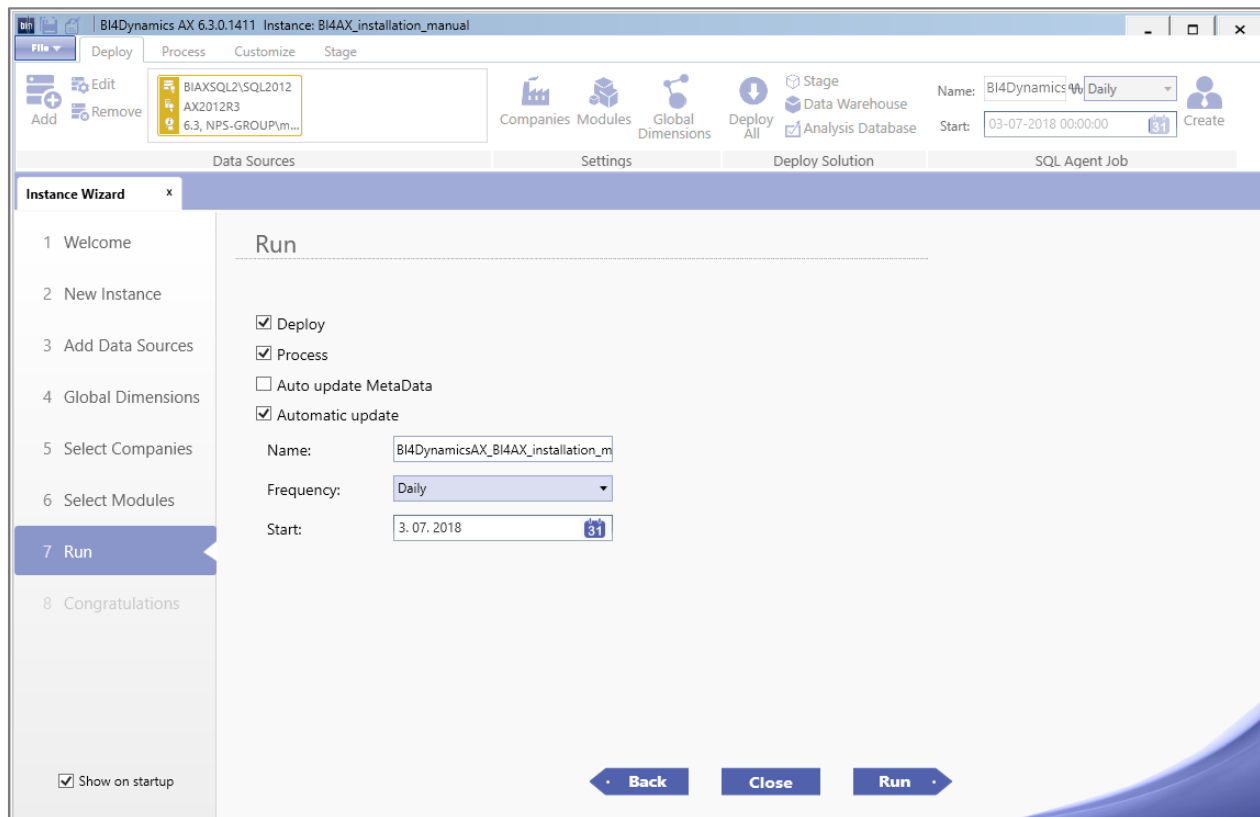 BI4Dynamics AX 6.3.0.1411 Instance: BI4AX_installation_manual
File
Deploy Process Customize Stage
Add
Edit
Remove
BIAXSQL2\SQL2012
AX2012R3
6.3, NPS-GROUP\m...
Companies Modules Global Dimensions
Deploy All
Stage
Data Warehouse
Analysis Database
Name: BI4Dynamics Daily
Start: 03-07-2018 00:00:00 31
Create
Data Sources Settings Deploy Solution SQL Agent Job
Instance Wizard x
1 Welcome
2 New Instance
3 Add Data Sources
4 Global Dimensions
5 Select Companies
6 Select Modules
7 Run
8 Congratulations
Show on startup
Run
Deploy
Process
Auto update MetaData
Automatic update
Name: BI4DynamicsAX_BI4AX_installation_m
Frequency: Daily
Start: 3. 07. 2018 31
Back Close Run